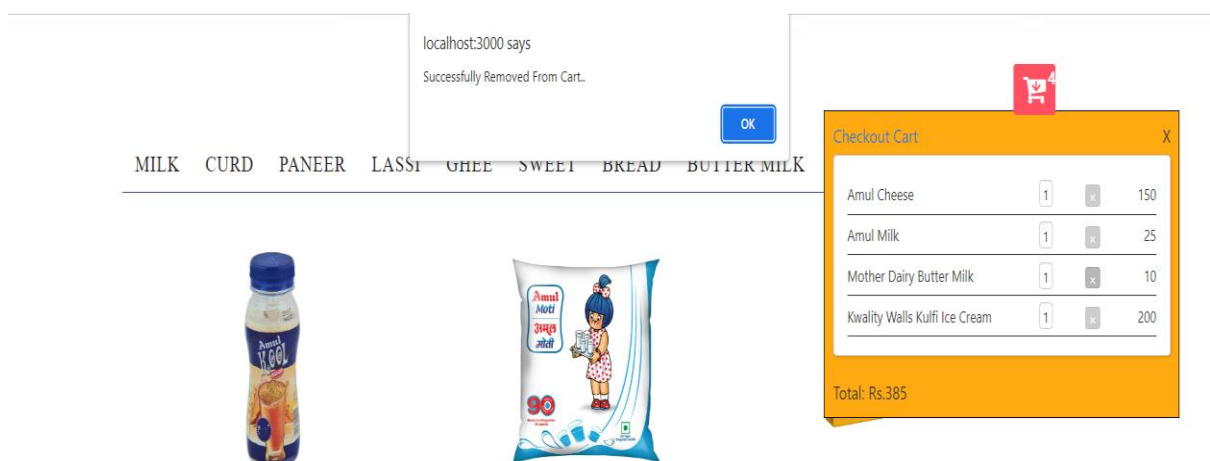 localhost:3000 says
Successfully Removed From Cart..
OK
4
Checkout Cart X
MILK CURD PANEER LASSI GHEE SWEET BREAD BUTTER MILK
Amul Cheese 1 x 150
Amul Milk 1 x 25
Mother Dairy Butter Milk 1 x 10
Kwality Walls Kulfi Ice Cream 1 x 200
Total: Rs.385
Amul
Moti
अमूल
मोती
Amul
KOOL
90